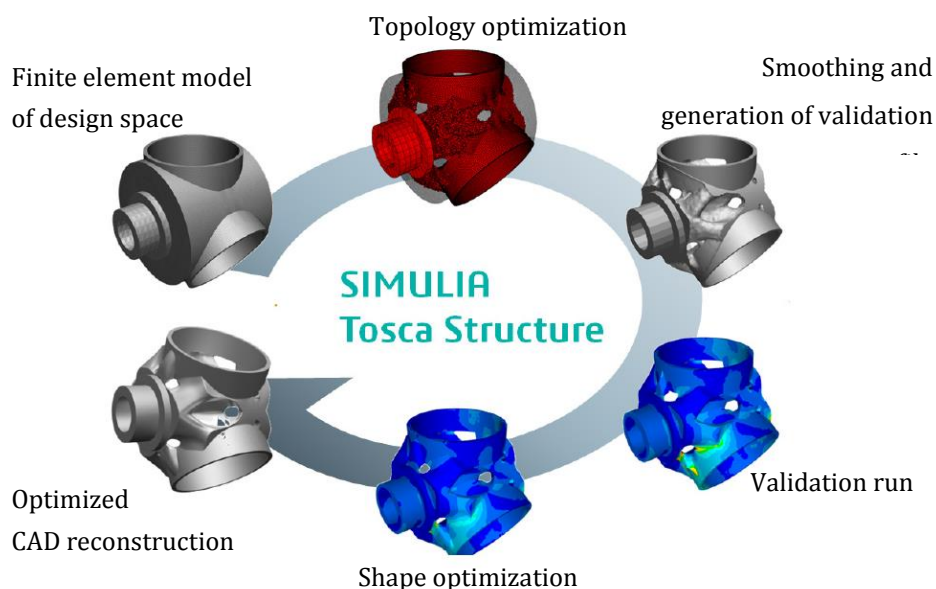 Topology optimization
Finite element model
of design space
Smoothing and
generation of validation
SIMULIA
Tosca Structure
Validation run
Optimized
CAD reconstruction
Shape optimization